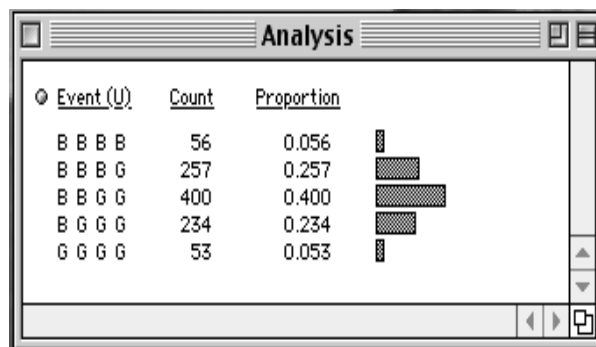 Analysis
Event (U) Count Proportion
B B B B 56 0.056
B B B G 257 0.257
B B G G 400 0.400
B G G G 234 0.234
G G G G 53 0.053